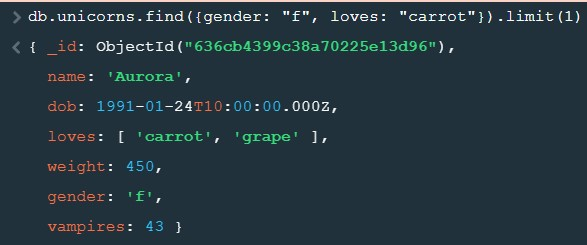 > db.unicorns.find({gender: "f", loves: "carrot"}).limit(1)
< { _id: ObjectId("636cb4399c38a70225e13d96"),
name: 'Aurora',
dob: 1991-01-24T10:00:00.000Z,
loves: [ 'carrot', 'grape' ],
weight: 450,
gender: 'f',
vampires: 43 }